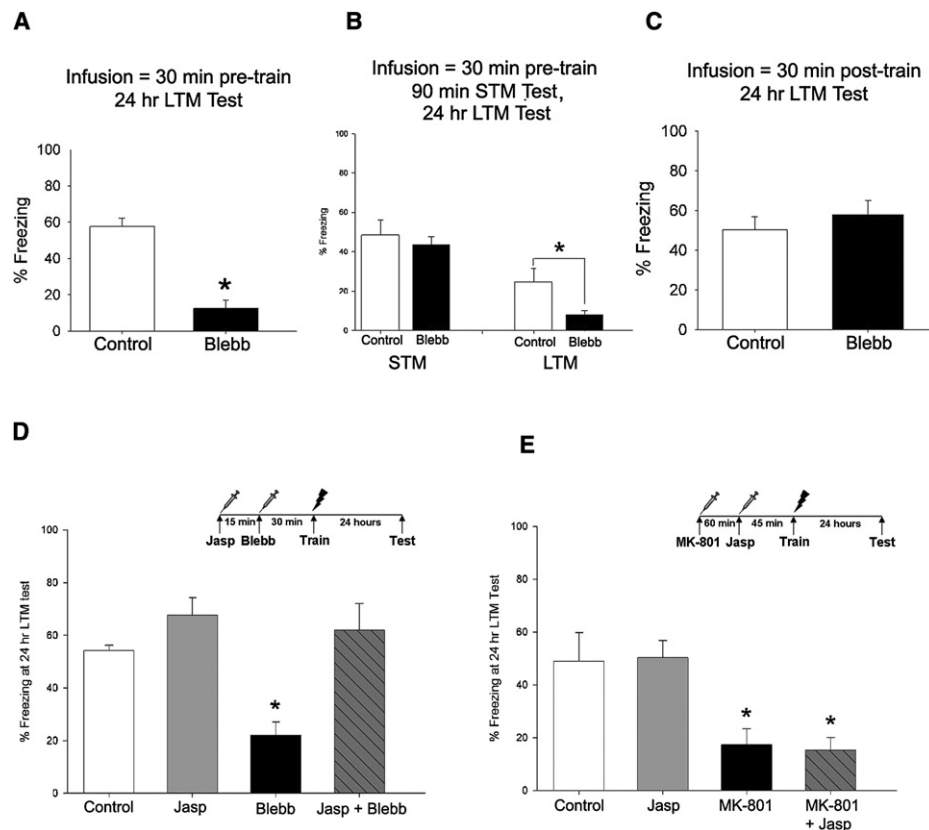 A
Infusion = 30 min pre-train
24 hr LTM Test
100
80
60
40
20
0
% Freezing
*
Control Blebb
B
Infusion = 30 min pre-train
90 min STM Test,
24 hr LTM Test
100
80
60
40
20
0
% Freezing
*
Control Blebb Control Blebb
STM LTM
C
Infusion = 30 min post-train
24 hr LTM Test
100
80
60
40
20
0
% Freezing
Control Blebb
D
15 min 30 min 24 hours
Jasp Blebb Train Test
100
80
60
40
20
0
% Freezing at 24 hr LTM test
*
Control Jasp Blebb Jasp + Blebb
E
60 min 45 min 24 hours
MK-801 Jasp Train Test
100
80
60
40
20
0
% Freezing at 24 hr LTM Test
* *
Control Jasp MK-801 MK-801
+ Jasp